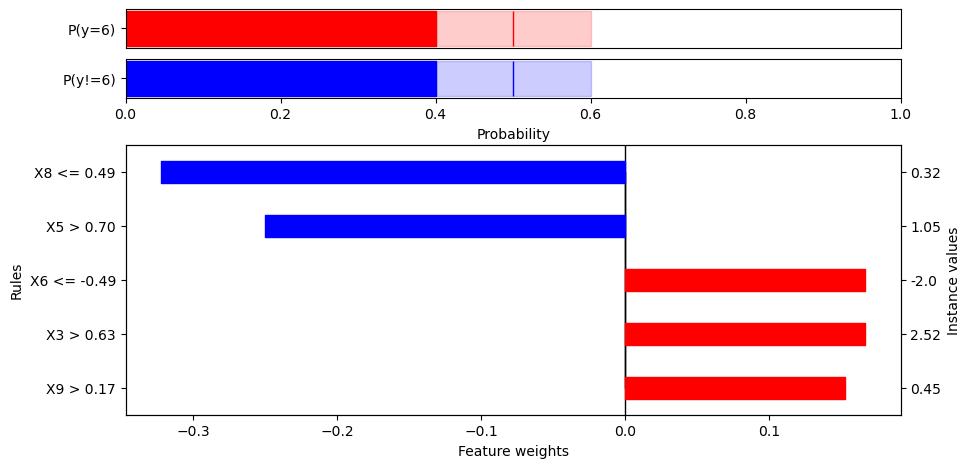 P(y=6)
P(y!=6)
0.0 0.2 0.4 0.6 0.8 1.0
Probability
X8 <= 0.49 0.32
X5 > 0.70 1.05
X6 <= -0.49 -2.0
X3 > 0.63 2.52
X9 > 0.17 0.45
Rules
Instance values
−0.3 −0.2 −0.1 0.0 0.1
Feature weights